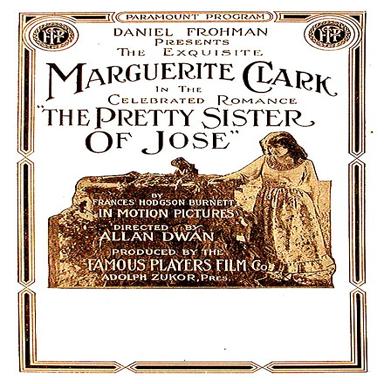 PARAMOUNT PROGRAM
DANIEL FROHMAN
PRESENTS
THE EXQUISITE
MARGUERITE CLARK
IN THE
CELEBRATED ROMANCE
"THE PRETTY SISTER
OF JOSE"
BY
FRANCES HODGSON BURNETT
IN MOTION PICTURES
DIRECTED BY
ALLAN DWAN
PRODUCED BY THE
FAMOUS PLAYERS FILM Co.
ADOLPH ZUKOR, PRES.